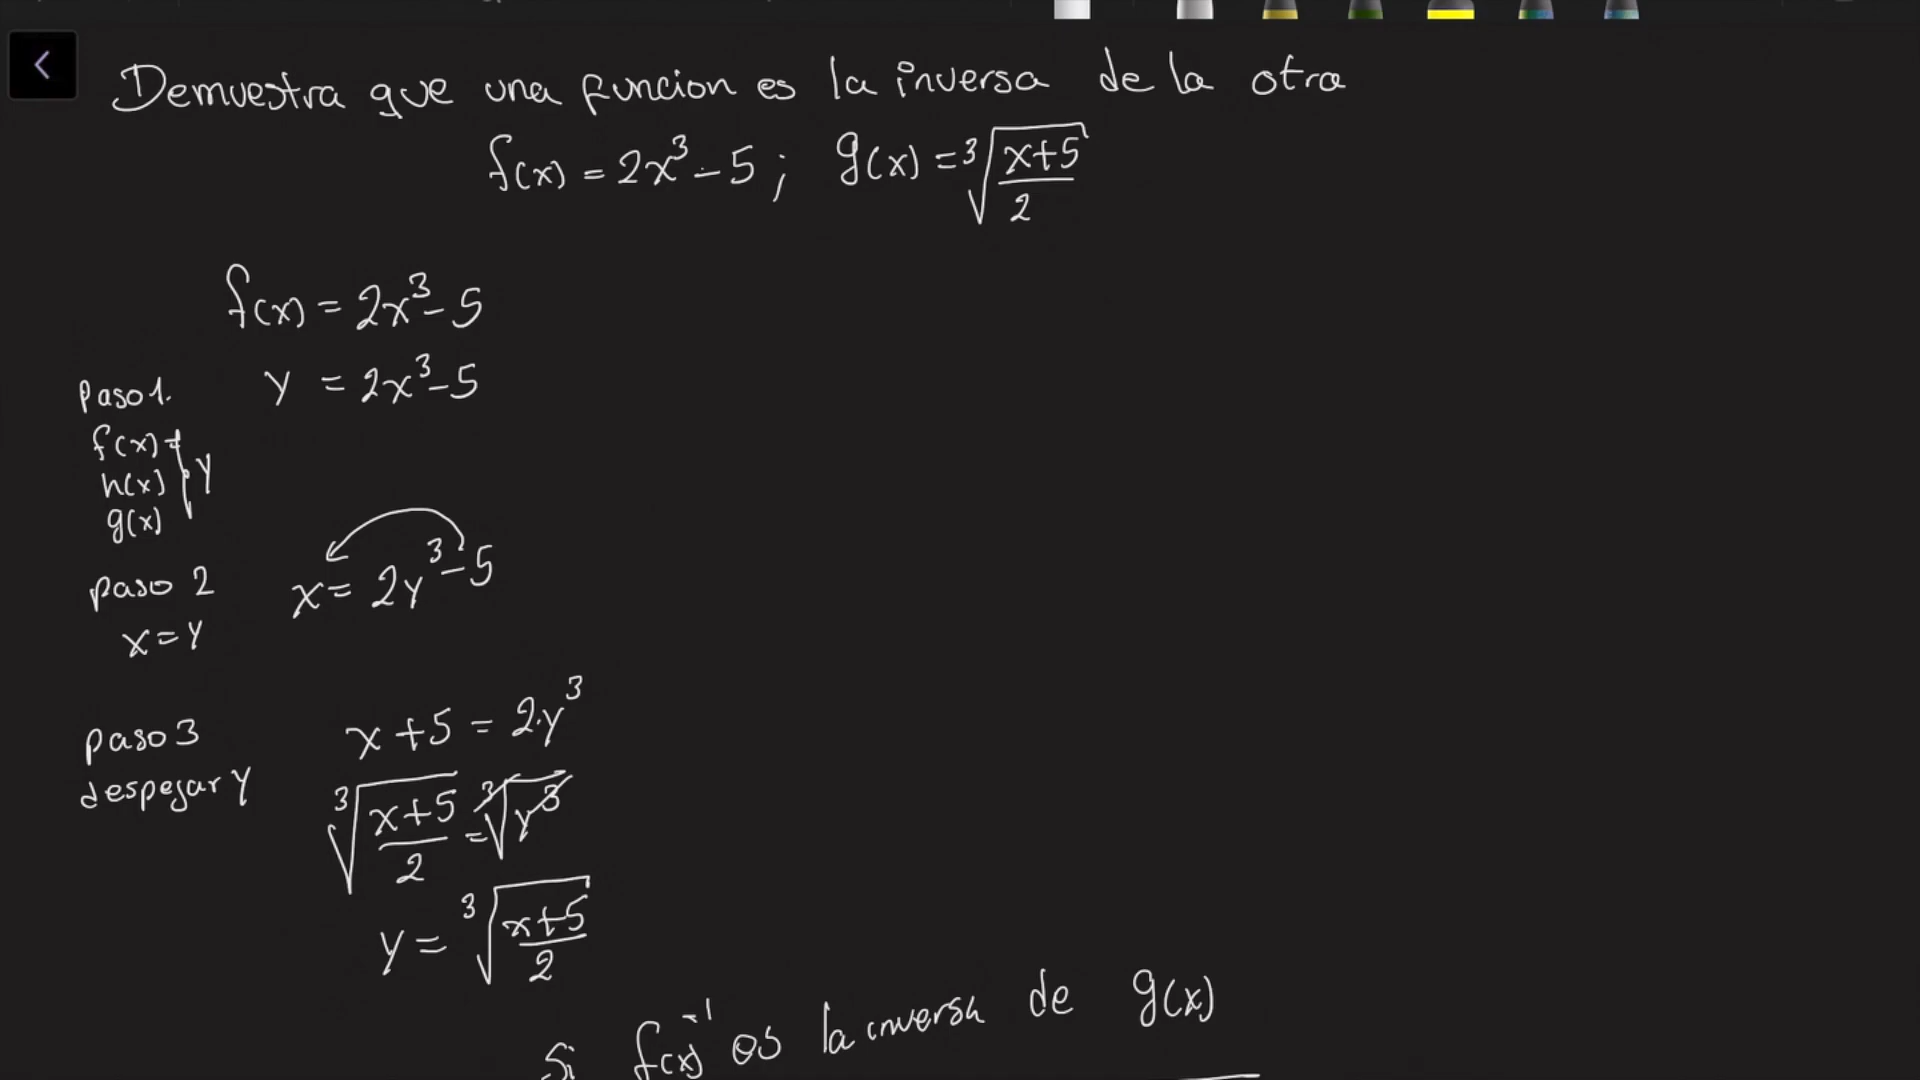 Demuestra que una funcion es la inversa de la otra
f(x) = 2x³ - 5 ; g(x) = ³√((x+5)/2)
f(x) = 2x³ - 5
y = 2x³ - 5
Paso 1.
f(x)
h(x) y
g(x)
paso 2
x = 2y³ - 5
x = y
paso 3
x + 5 = 2·y³
despejar y
³√((x+5)/2) = ³√(y³)
y = ³√((x+5)/2)
Si f(x)⁻¹ es la inversa de g(x)